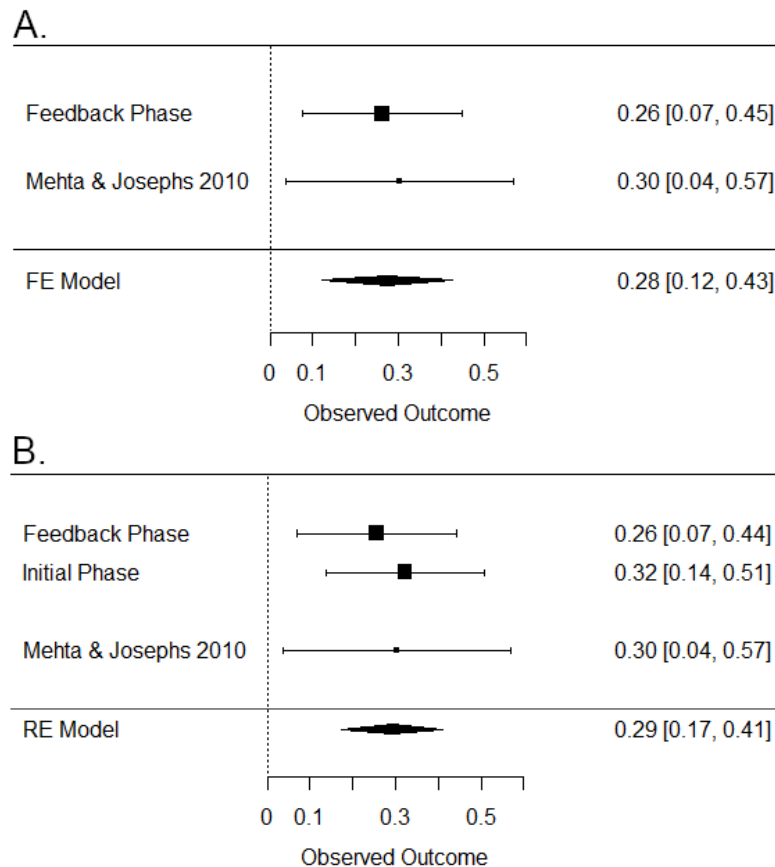 A.
Feedback Phase 0.26 [0.07, 0.45]
Mehta & Josephs 2010 0.30 [0.04, 0.57]
FE Model 0.28 [0.12, 0.43]
0 0.1 0.3 0.5
Observed Outcome
B.
Feedback Phase 0.26 [0.07, 0.44]
Initial Phase 0.32 [0.14, 0.51]
Mehta & Josephs 2010 0.30 [0.04, 0.57]
RE Model 0.29 [0.17, 0.41]
0 0.1 0.3 0.5
Observed Outcome